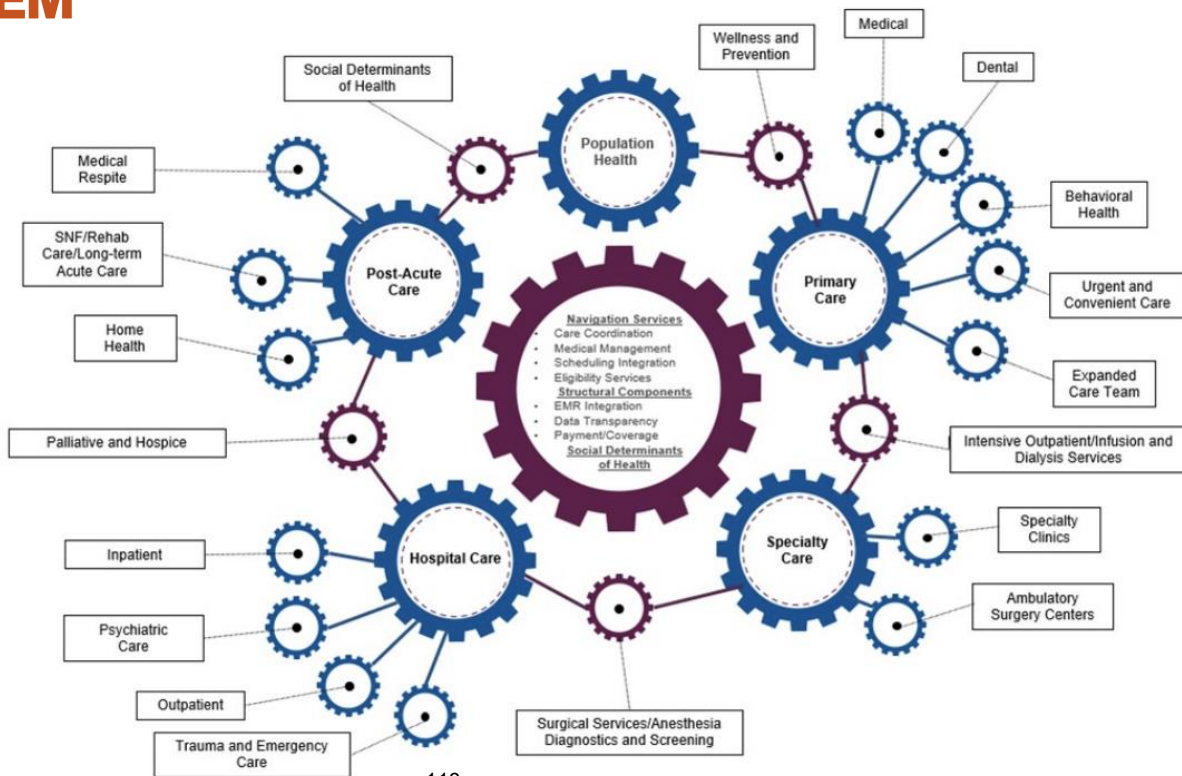 EM
Medical
Wellness and
Prevention
Dental
Social Determinants
of Health
Population
Health
Medical
Respite
Behavioral
Health
SNF/Rehab
Care/Long-term
Acute Care
Post-Acute
Care
Primary
Care
Urgent and
Convenient Care
Home
Health
Navigation Services
• Care Coordination
• Medical Management
• Scheduling Integration
• Eligibility Services
Structural Components
• EMR Integration
• Data Transparency
• Payment/Coverage
Social Determinants
of Health
Expanded
Care Team
Palliative and Hospice
Intensive Outpatient/Infusion and
Dialysis Services
Inpatient
Hospital Care
Specialty
Care
Specialty
Clinics
Psychiatric
Care
Ambulatory
Surgery Centers
Outpatient
Surgical Services/Anesthesia
Diagnostics and Screening
Trauma and Emergency
Care